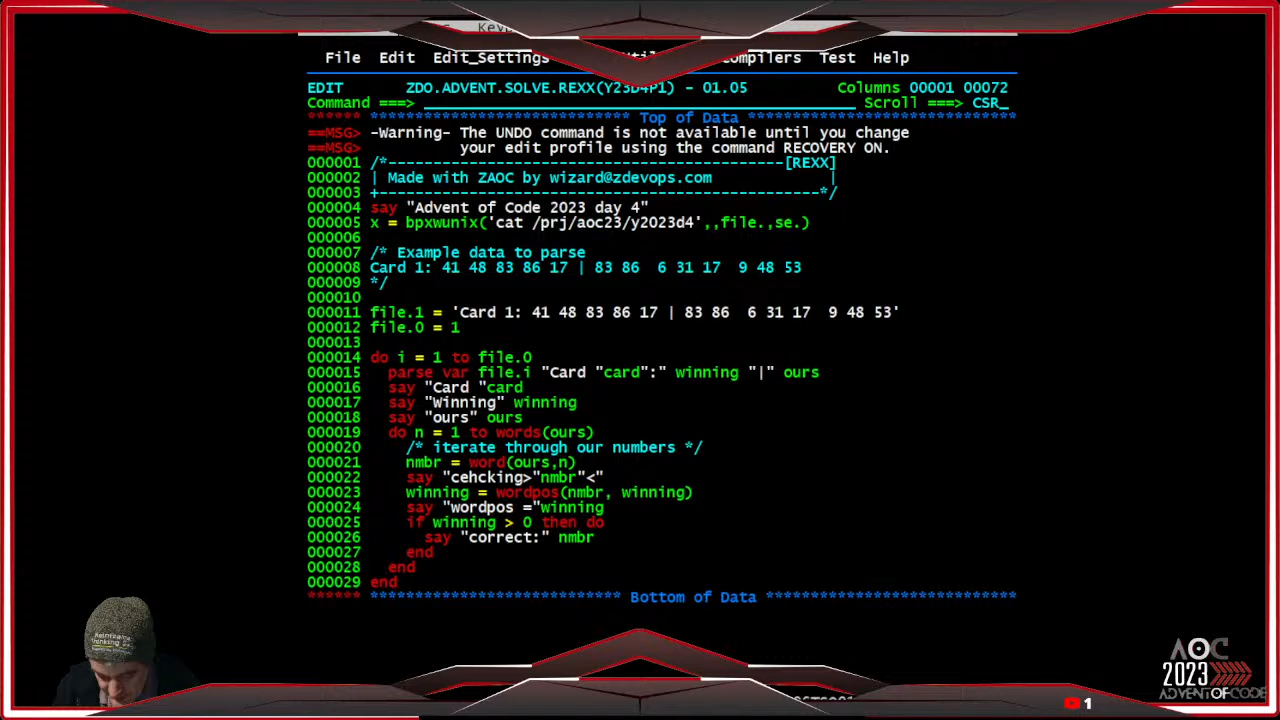 File Edit Edit_Settings Compilers Test Help
EDIT ZDO.ADVENT.SOLVE.REXX(Y23D4P1) - 01.05 Columns 00001 00072
Command ===> Scroll ===> CSR_
****** **************************** Top of Data ******************************
==MSG> -Warning- The UNDO command is not available until you change
==MSG> your edit profile using the command RECOVERY ON.
000001 /*--------------------------------------------[REXX]
000002 | Made with ZAOC by wizard@zdevops.com |
000003 +-------------------------------------------------*/
000004 say "Advent of Code 2023 day 4"
000005 x = bpxwunix('cat /prj/aoc23/y2023d4',,file.,se.)
000006
000007 /* Example data to parse
000008 Card 1: 41 48 83 86 17 | 83 86  6 31 17  9 48 53
000009 */
000010
000011 file.1 = 'Card 1: 41 48 83 86 17 | 83 86  6 31 17  9 48 53'
000012 file.0 = 1
000013
000014 do i = 1 to file.0
000015   parse var file.i "Card "card":" winning "|" ours
000016   say "Card "card
000017   say "Winning" winning
000018   say "ours" ours
000019   do n = 1 to words(ours)
000020     /* iterate through our numbers */
000021     nmbr = word(ours,n)
000022     say "cehcking>"nmbr"<"
000023     winning = wordpos(nmbr, winning)
000024     say "wordpos ="winning
000025     if winning > 0 then do
000026       say "correct:" nmbr
000027     end
000028   end
000029 end
****** **************************** Bottom of Data ****************************
AOC
2023
ADVENT OF CODE
1